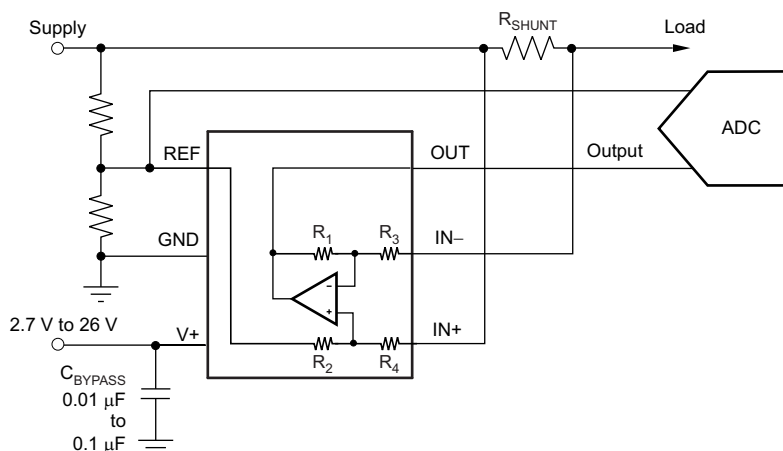 Supply
R_SHUNT
Load
ADC
REF
OUT
Output
GND
R_1
R_3
IN−
−
+
2.7 V to 26 V
V+
R_2
R_4
IN+
C_BYPASS
0.01 μF
to
0.1 μF